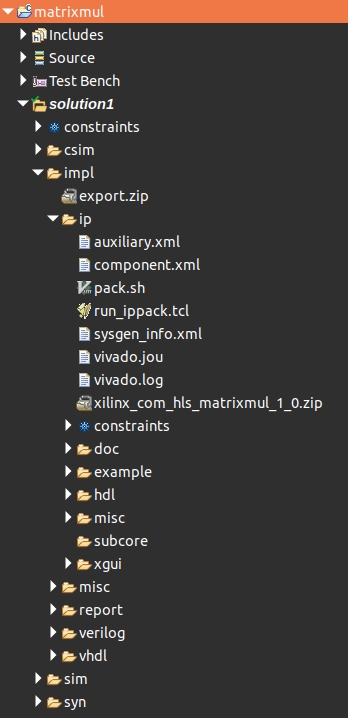 matrixmul
Includes
Source
Test Bench
solution1
constraints
csim
impl
export.zip
ip
auxiliary.xml
component.xml
pack.sh
run_ippack.tcl
sysgen_info.xml
vivado.jou
vivado.log
xilinx_com_hls_matrixmul_1_0.zip
constraints
doc
example
hdl
misc
subcore
xgui
misc
report
verilog
vhdl
sim
syn